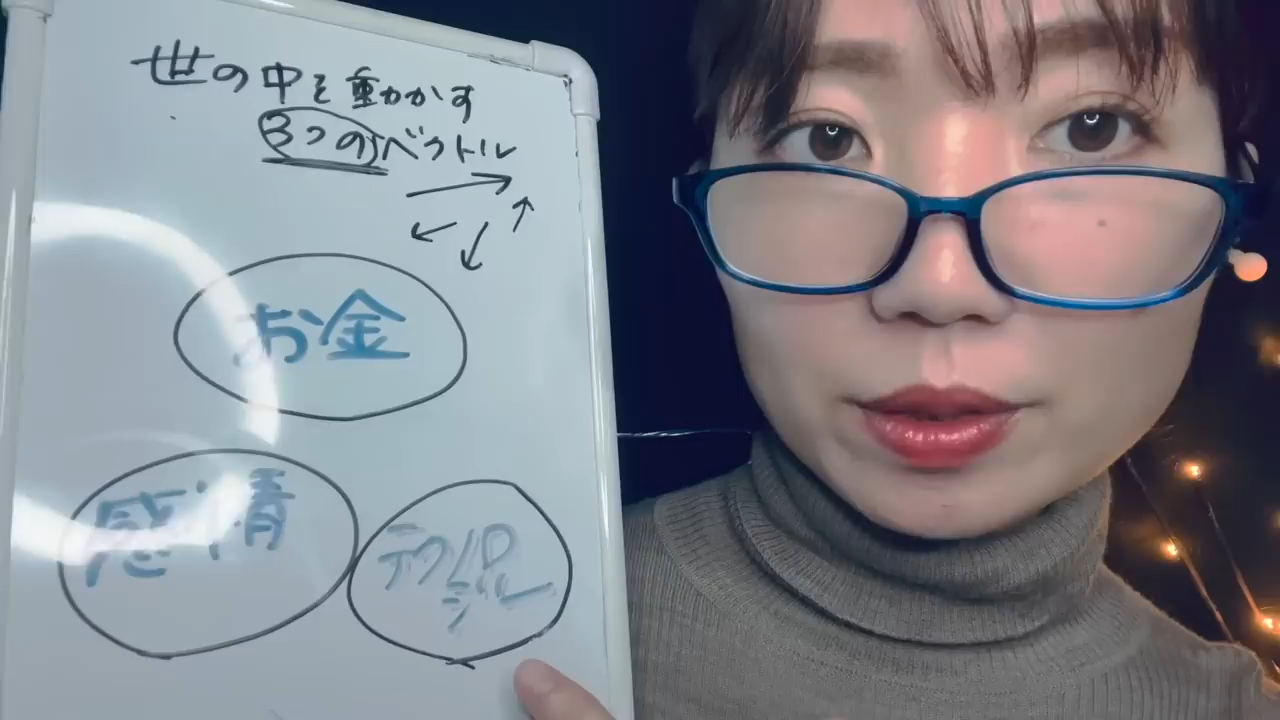 世の中を動かす
3つのベクトル
お金
感情
テクノロ
ジー